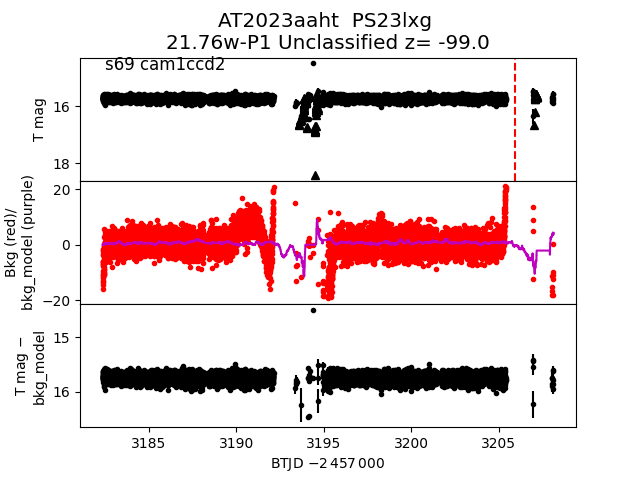 AT2023aaht  PS23lxg
21.76w-P1 Unclassified z= -99.0
s69 cam1ccd2
T mag
16
18
Bkg (red)/
bkg_model (purple)
20
0
−20
T mag −
bkg_model
15
16
3185
3190
3195
3200
3205
BTJD −2 457 000